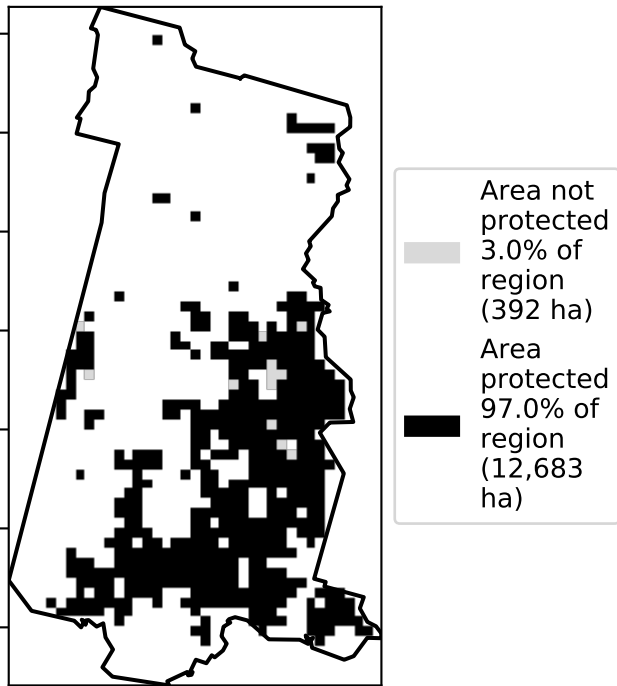 Area not
protected
3.0% of
region
(392 ha)
Area
protected
97.0% of
region
(12,683
ha)